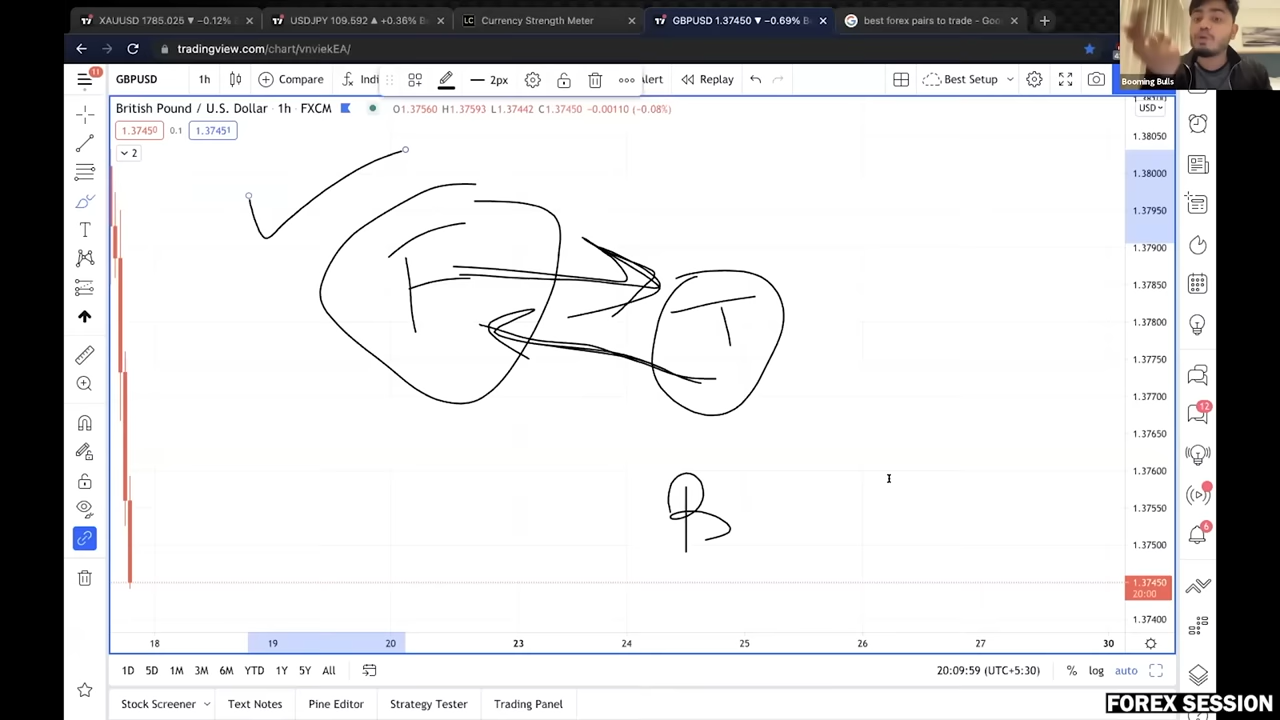 XAUUSD 1785.025 ▼ −0.12%
USDJPY 109.592 ▲ +0.36%
Currency Strength Meter
GBPUSD 1.37450 ▼ −0.69%
best forex pairs to trade - Goo
tradingview.com/chart/vnviekEA/
Booming Bulls
11
GBPUSD
1h
Compare
Indi
2px
Alert
Replay
Best Setup
British Pound / U.S. Dollar · 1h · FXCM
O1.37560 H1.37593 L1.37442 C1.37450 −0.00110 (−0.08%)
USD
1.37450
0.1
1.37451
2
1.38050
1.38000
1.37950
1.37900
1.37850
1.37800
1.37750
1.37700
1.37650
1.37600
1.37550
1.37500
1.37450
20:00
1.37400
F
T
B
12
6
18 19 20 23 24 25 26 27 30
1D 5D 1M 3M 6M YTD 1Y 5Y All
20:09:59 (UTC+5:30)
% log auto
Stock Screener
Text Notes
Pine Editor
Strategy Tester
Trading Panel
FOREX SESSION